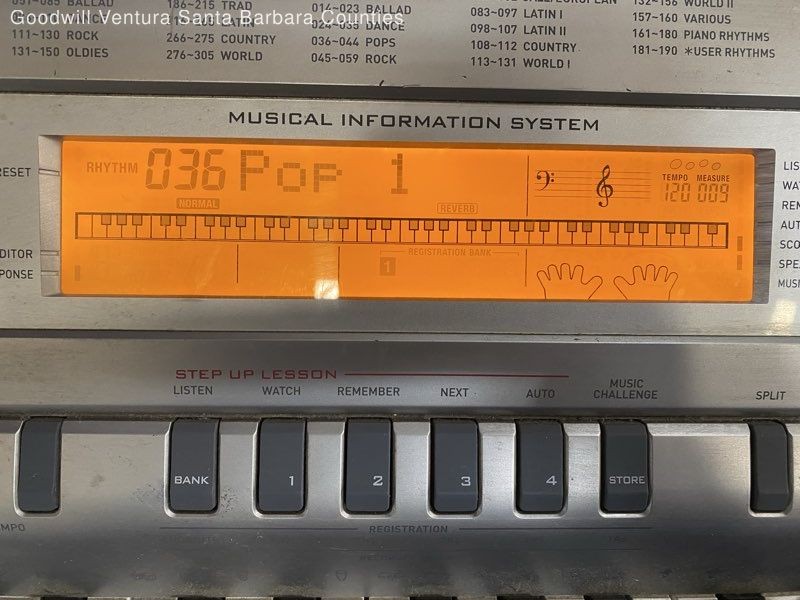 Goodwill Ventura Santa Barbara Counties
186~215 TRAD
014~023 BALLAD
024~035 DANCE
083~097 LATIN I
132~156 WORLD II
157~160 VARIOUS
111~130 ROCK
266~275 COUNTRY
036~044 POPS
098~107 LATIN II
161~180 PIANO RHYTHMS
131~150 OLDIES
276~305 WORLD
045~059 ROCK
108~112 COUNTRY
181~190 *USER RHYTHMS
113~131 WORLD I
MUSICAL INFORMATION SYSTEM
RHYTHM 036 Pop 1
TEMPO MEASURE
120 009
NORMAL
REVERB
REGISTRATION BANK
1
STEP UP LESSON
LISTEN WATCH REMEMBER NEXT AUTO MUSIC CHALLENGE SPLIT
BANK 1 2 3 4 STORE
REGISTRATION